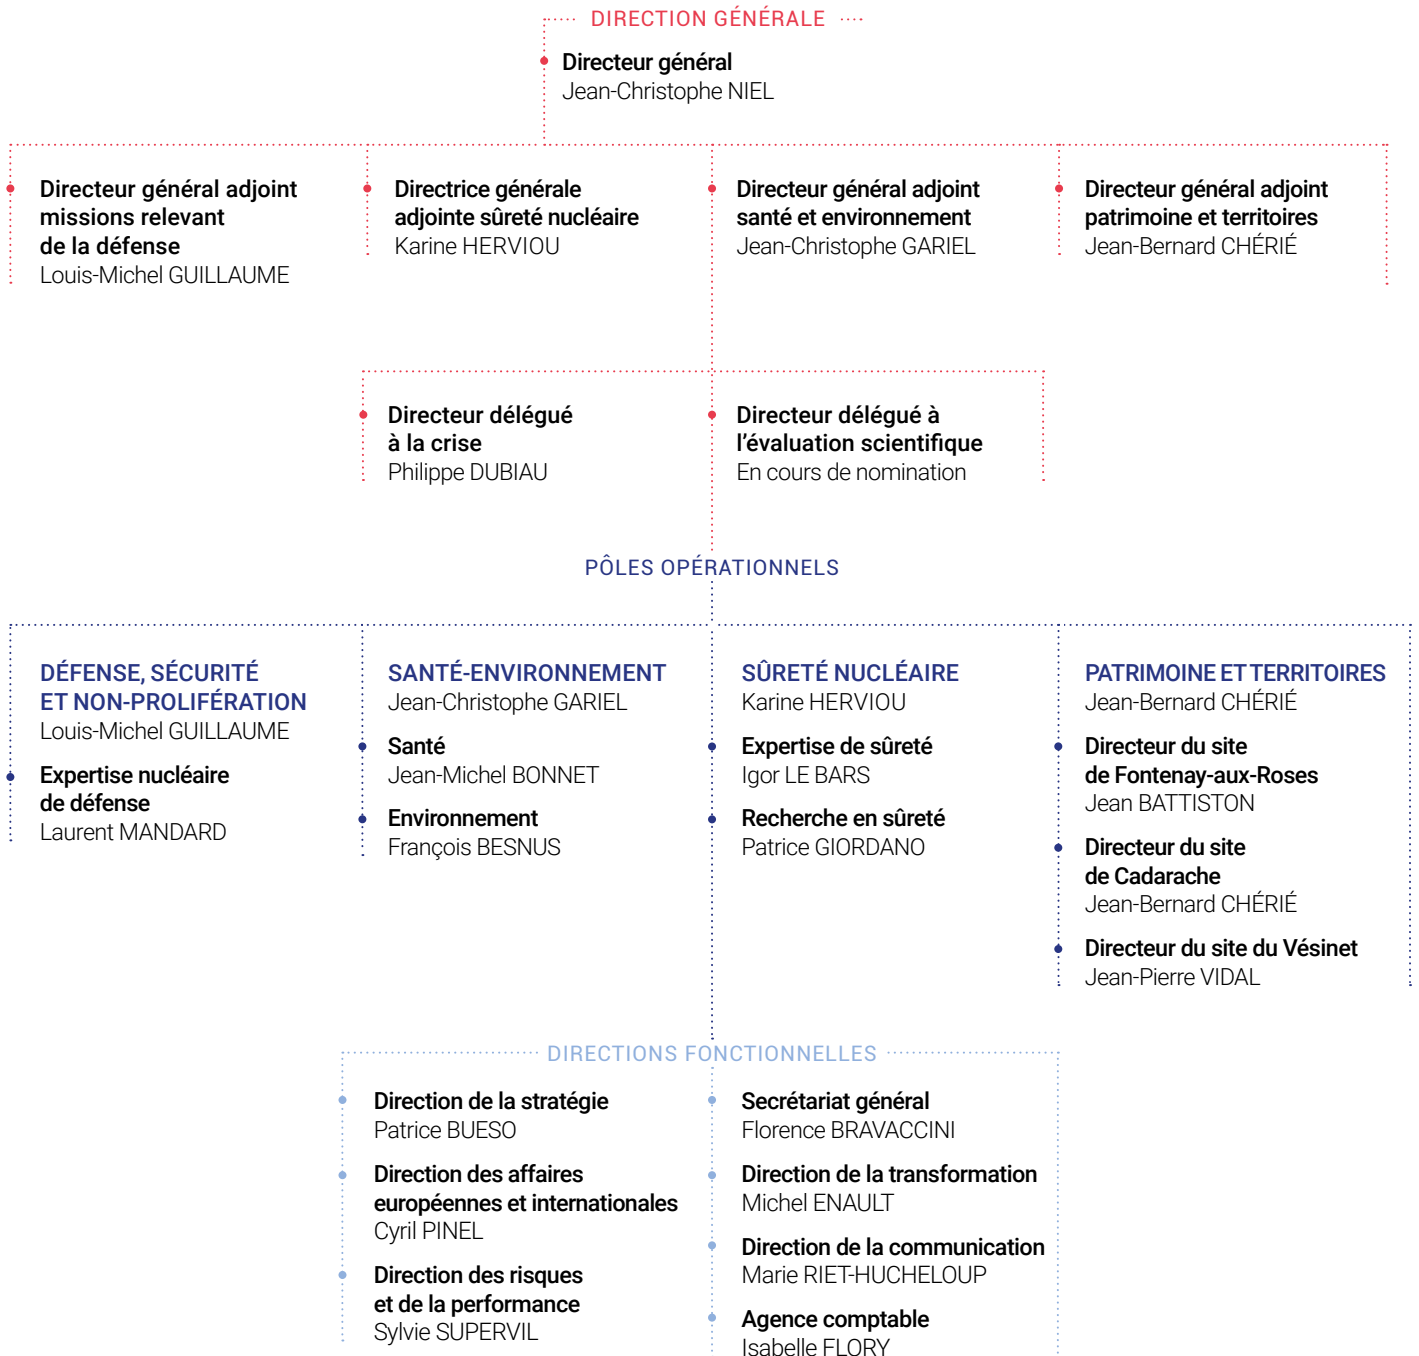 DIRECTION GÉNÉRALE
Directeur général
Jean-Christophe NIEL
Directeur général adjoint
missions relevant
de la défense
Louis-Michel GUILLAUME
Directrice générale
adjointe sûreté nucléaire
Karine HERVIOU
Directeur général adjoint
santé et environnement
Jean-Christophe GARIEL
Directeur général adjoint
patrimoine et territoires
Jean-Bernard CHÉRIÉ
Directeur délégué
à la crise
Philippe DUBIAU
Directeur délégué à
l'évaluation scientifique
En cours de nomination
PÔLES OPÉRATIONNELS
DÉFENSE, SÉCURITÉ
ET NON-PROLIFÉRATION
Louis-Michel GUILLAUME
Expertise nucléaire
de défense
Laurent MANDARD
SANTÉ-ENVIRONNEMENT
Jean-Christophe GARIEL
Santé
Jean-Michel BONNET
Environnement
François BESNUS
SÛRETÉ NUCLÉAIRE
Karine HERVIOU
Expertise de sûreté
Igor LE BARS
Recherche en sûreté
Patrice GIORDANO
PATRIMOINE ET TERRITOIRES
Jean-Bernard CHÉRIÉ
Directeur du site
de Fontenay-aux-Roses
Jean BATTISTON
Directeur du site
de Cadarache
Jean-Bernard CHÉRIÉ
Directeur du site du Vésinet
Jean-Pierre VIDAL
DIRECTIONS FONCTIONNELLES
Direction de la stratégie
Patrice BUESO
Direction des affaires
européennes et internationales
Cyril PINEL
Direction des risques
et de la performance
Sylvie SUPERVIL
Secrétariat général
Florence BRAVACCINI
Direction de la transformation
Michel ENAULT
Direction de la communication
Marie RIET-HUCHELOUP
Agence comptable
Isabelle FLORY